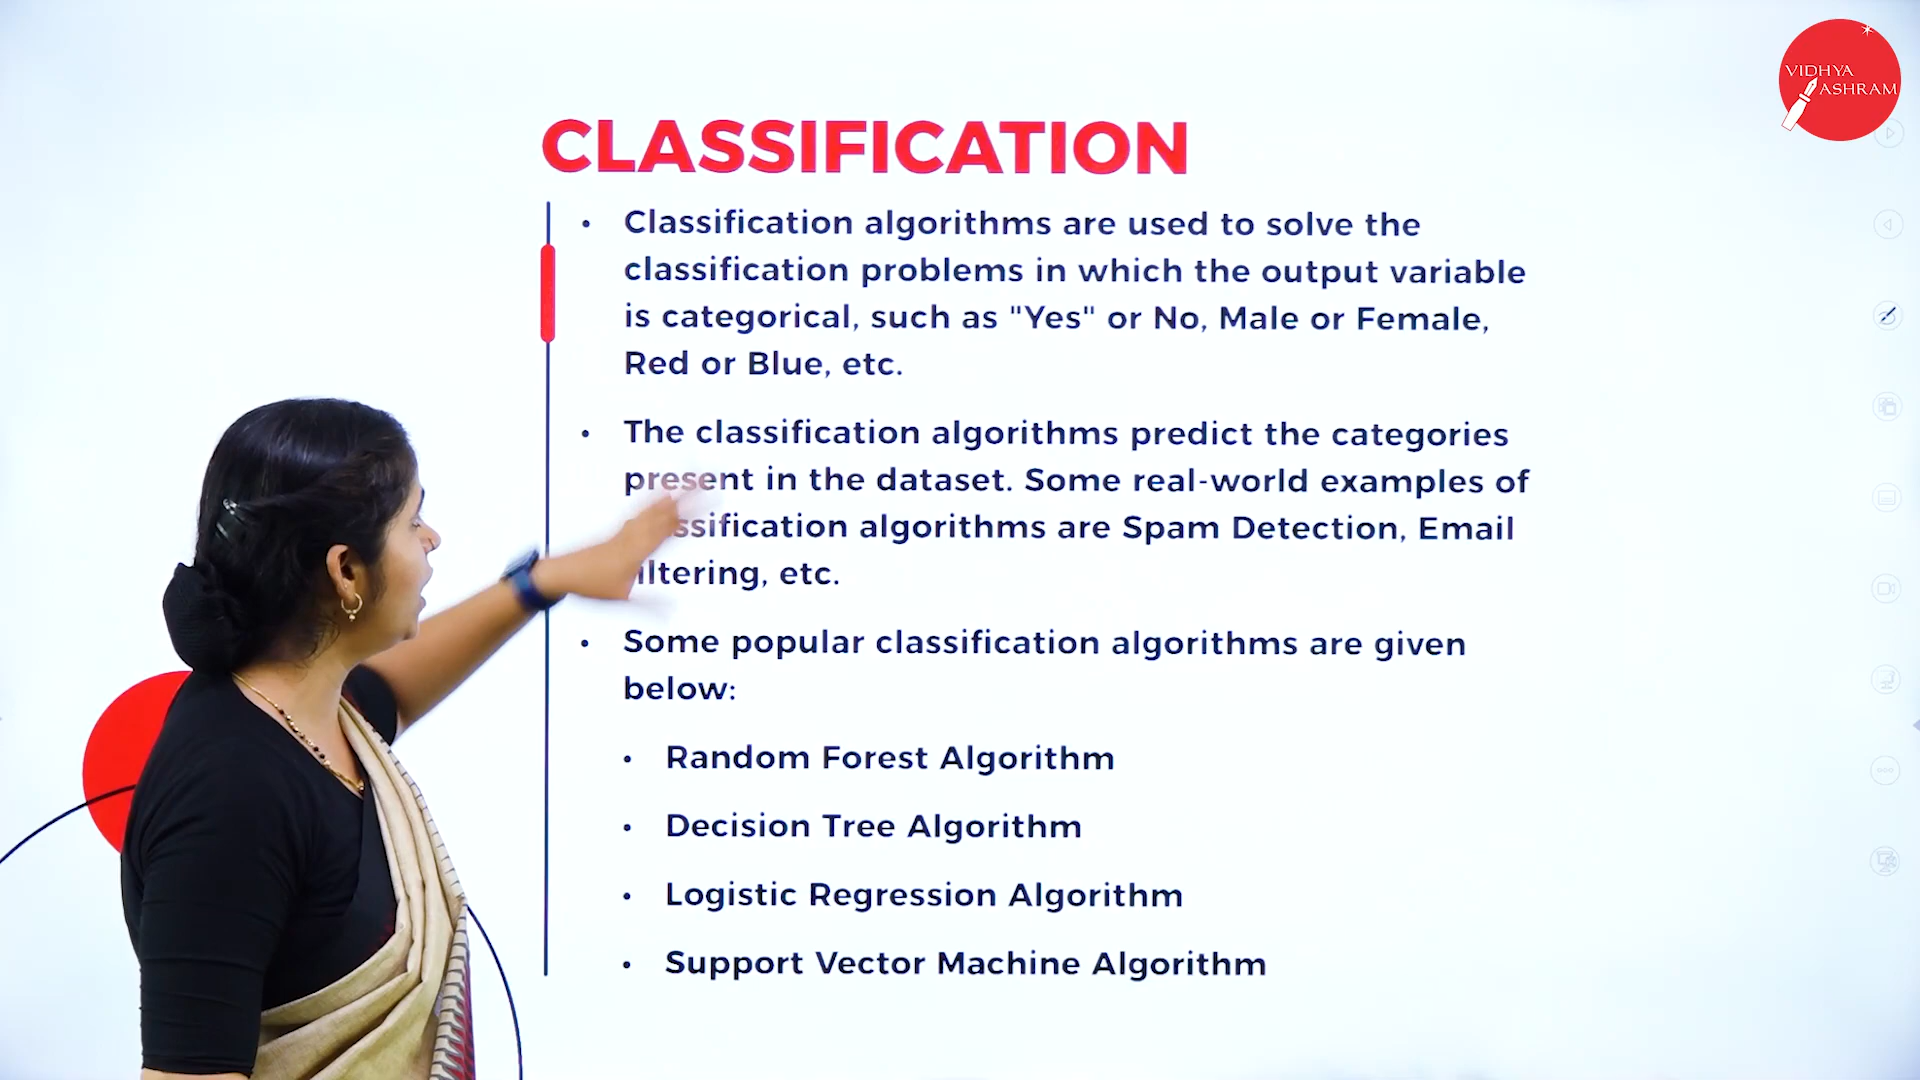 VIDHYA
ASHRAM
CLASSIFICATION
• Classification algorithms are used to solve the
classification problems in which the output variable
is categorical, such as "Yes" or No, Male or Female,
Red or Blue, etc.
• The classification algorithms predict the categories
present in the dataset. Some real-world examples of
algorithms are Spam Detection, Email
etc.
• Some popular classification algorithms are given
below:
• Random Forest Algorithm
• Decision Tree Algorithm
• Logistic Regression Algorithm
• Support Vector Machine Algorithm